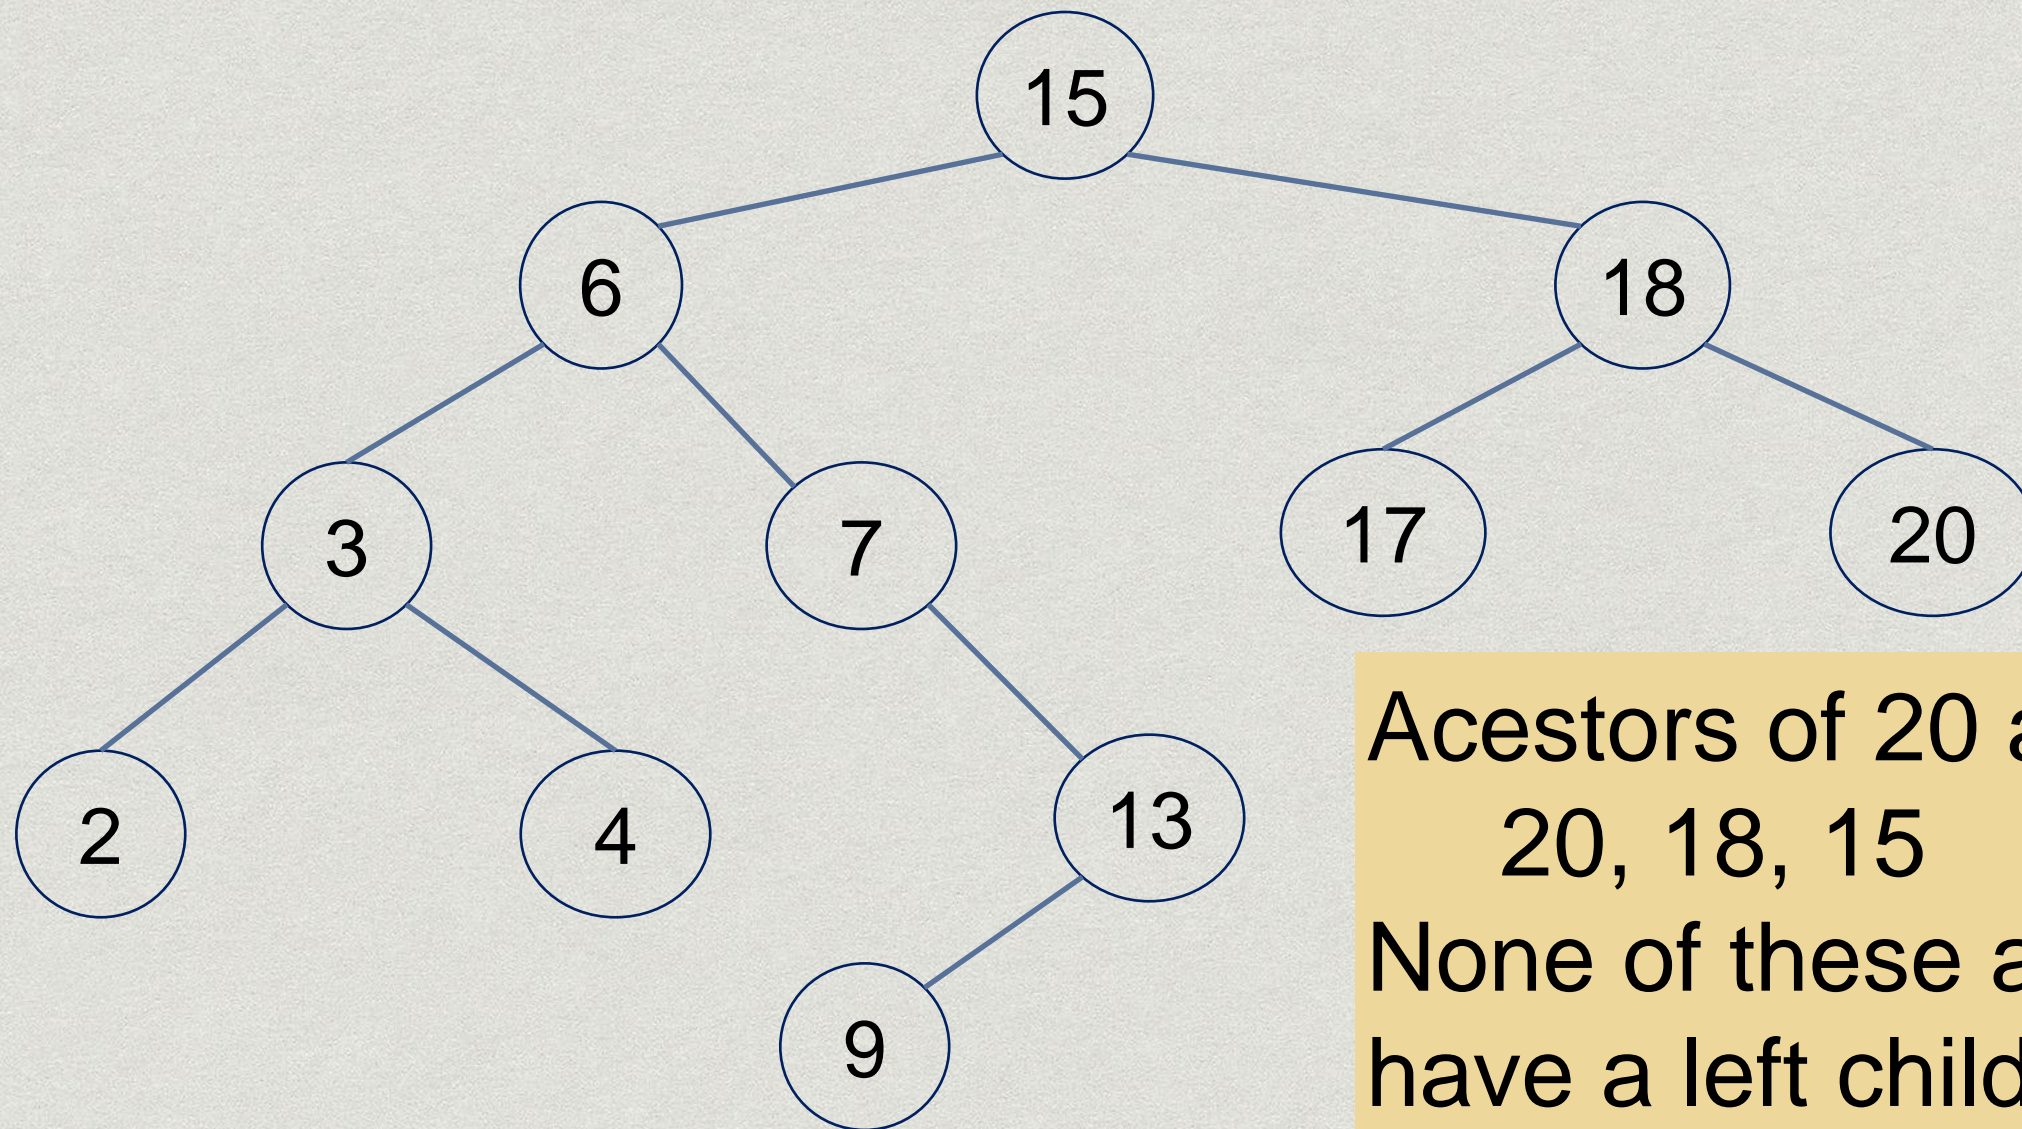 15
6
18
3
7
17
20
2
4
13
9
Acestors of 20
20, 18, 15
None of these
have a left child